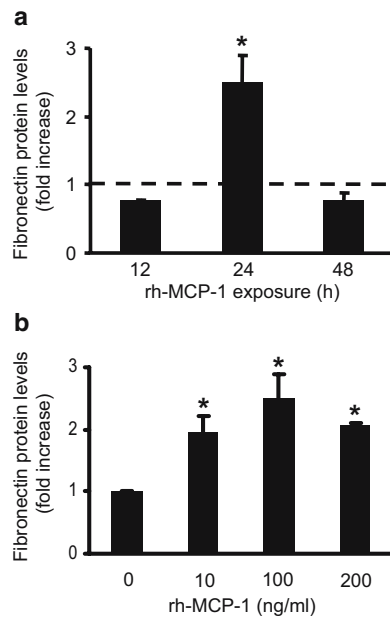 a
Fibronectin protein levels
(fold increase)
3
2
1
0
*
12 24 48
rh-MCP-1 exposure (h)
b
Fibronectin protein levels
(fold increase)
3
2
1
0
* * *
0 10 100 200
rh-MCP-1 (ng/ml)